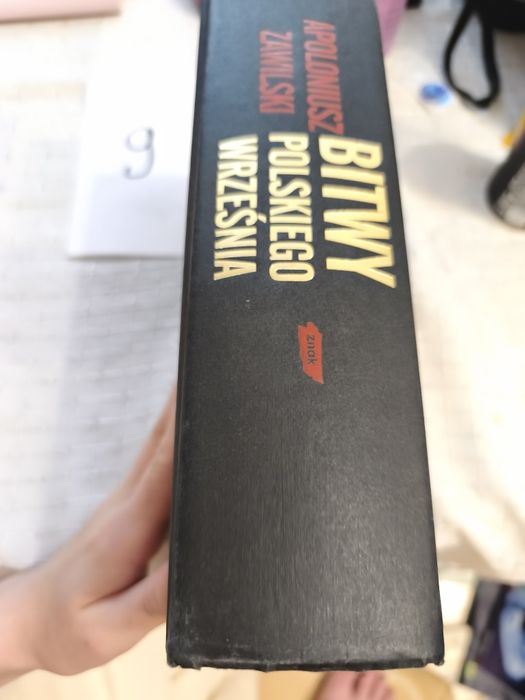 APOLONIUSZ
ZAWILSKI
BITWY
POLSKIEGO
WRZEŚNIA
znak
9